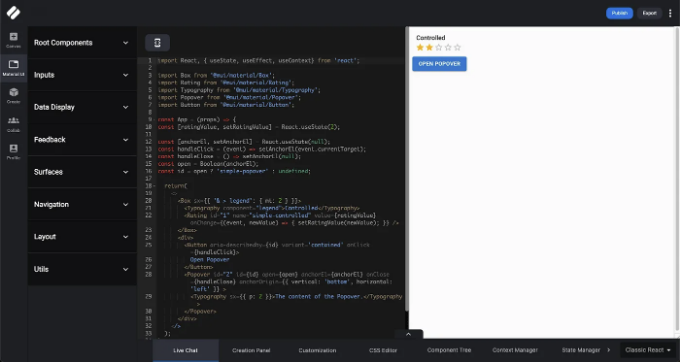 Publish
Export
Canvas
Material UI
Create
Collab
Profile
Root Components
Inputs
Data Display
Feedback
Surfaces
Navigation
Layout
Utils
1 import React, { useState, useEffect, useContext} from 'react';
2
3 import Box from '@mui/material/Box';
4 import Rating from '@mui/material/Rating';
5 import Typography from '@mui/material/Typography';
6 import Popover from '@mui/material/Popover';
7 import Button from '@mui/material/Button';
8
9 const App = (props) => {
10 const [ratingValue, setRatingValue] = React.useState(2);
11
12 const [anchorEl, setAnchorEl] = React.useState(null);
13 const handleClick = (event) => setAnchorEl(event.currentTarget);
14 const handleClose = () => setAnchorEl(null);
15 const open = Boolean(anchorEl);
16 const id = open ? 'simple-popover' : undefined;
17
18 return(
19 <>
20 <Box sx={{ "& > legend": { mt: 2 } }}>
21 <Typography component="legend">Controlled</Typography>
22 <Rating id="1" name="simple-controlled" value={ratingValue}
onChange={(event, newValue) => { setRatingValue(newValue); }} />
23 </Box>
24 <div>
25 <Button aria-describedby={id} variant='contained' onClick
={handleClick}>
26 Open Popover
27 </Button>
28 <Popover id="2" id={id} open={open} anchorEl={anchorEl} onClose
={handleClose} anchorOrigin={{ vertical: 'bottom', horizontal:
'left' }} >
29 <Typography sx={{ p: 2 }}>The content of the Popover.</Typography
>
30 </Popover>
31 </div>
32 </>
33 );
Controlled
OPEN POPOVER
Live Chat
Creation Panel
Customization
CSS Editor
Component Tree
Context Manager
State Manager
Classic React